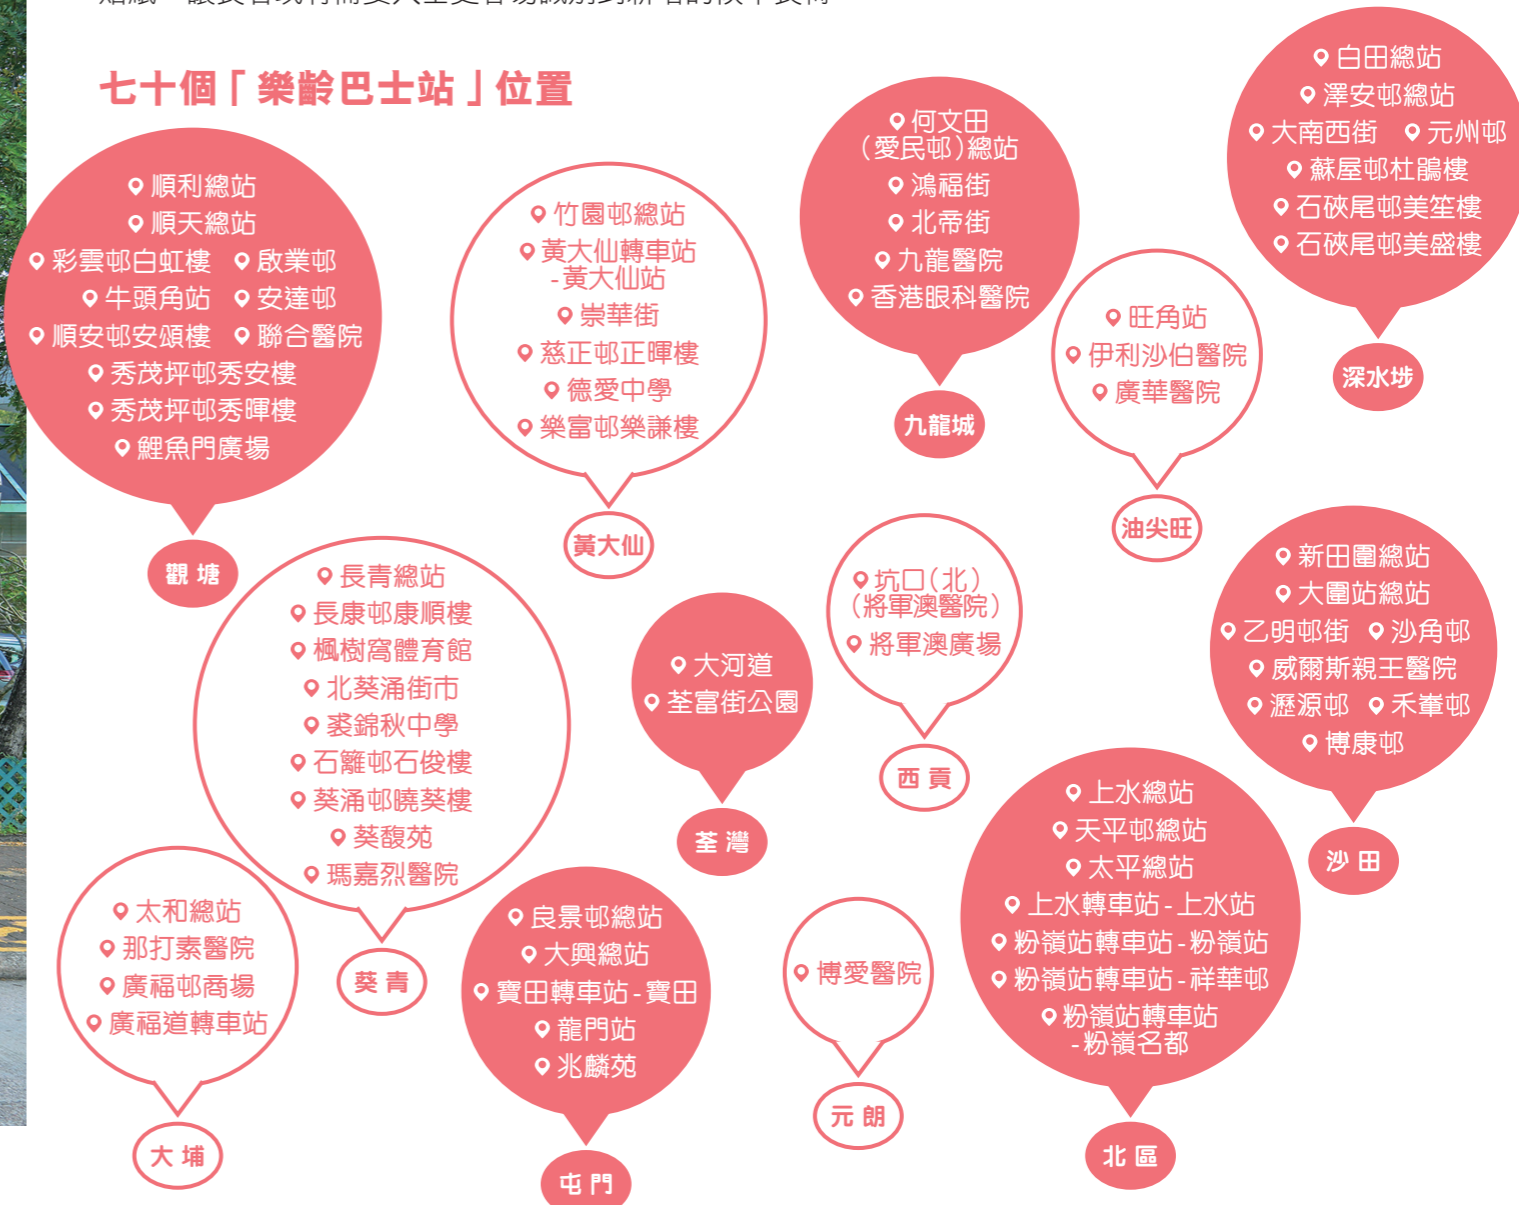 七十個「樂齡巴士站」位置
順利總站
順天總站
彩雲邨白虹樓 啟業邨
牛頭角站 安達邨
順安邨安頌樓 聯合醫院
秀茂坪邨秀安樓
秀茂坪邨秀暉樓
鯉魚門廣場
觀塘
竹園邨總站
黃大仙轉車站
-黃大仙站
崇華街
慈正邨正暉樓
德愛中學
樂富邨樂謙樓
黃大仙
何文田
(愛民邨)總站
鴻福街
北帝街
九龍醫院
香港眼科醫院
九龍城
旺角站
伊利沙伯醫院
廣華醫院
油尖旺
白田總站
澤安邨總站
大南西街 元州邨
蘇屋邨杜鵑樓
石硤尾邨美笙樓
石硤尾邨美盛樓
深水埗
長青總站
長康邨康順樓
楓樹窩體育館
北葵涌街市
裘錦秋中學
石籬邨石俊樓
葵涌邨曉葵樓
葵馥苑
瑪嘉烈醫院
葵青
大河道
荃富街公園
荃灣
坑口(北)
(將軍澳醫院)
將軍澳廣場
西貢
新田圍總站
大圍站總站
乙明邨街 沙角邨
威爾斯親王醫院
瀝源邨 禾輋邨
博康邨
沙田
太和總站
那打素醫院
廣福邨商場
廣福道轉車站
大埔
良景邨總站
大興總站
寶田轉車站-寶田
龍門站
兆麟苑
屯門
博愛醫院
元朗
上水總站
天平邨總站
太平總站
上水轉車站-上水站
粉嶺站轉車站-粉嶺站
粉嶺站轉車站-祥華邨
粉嶺站轉車站
-粉嶺名都
北區